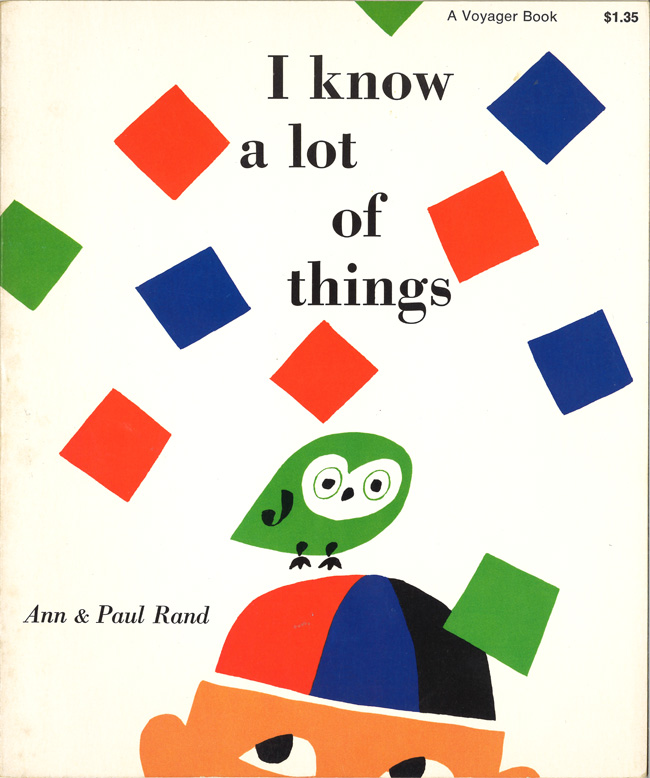 A Voyager Book $1.35
I know
a lot
of
things
Ann & Paul Rand